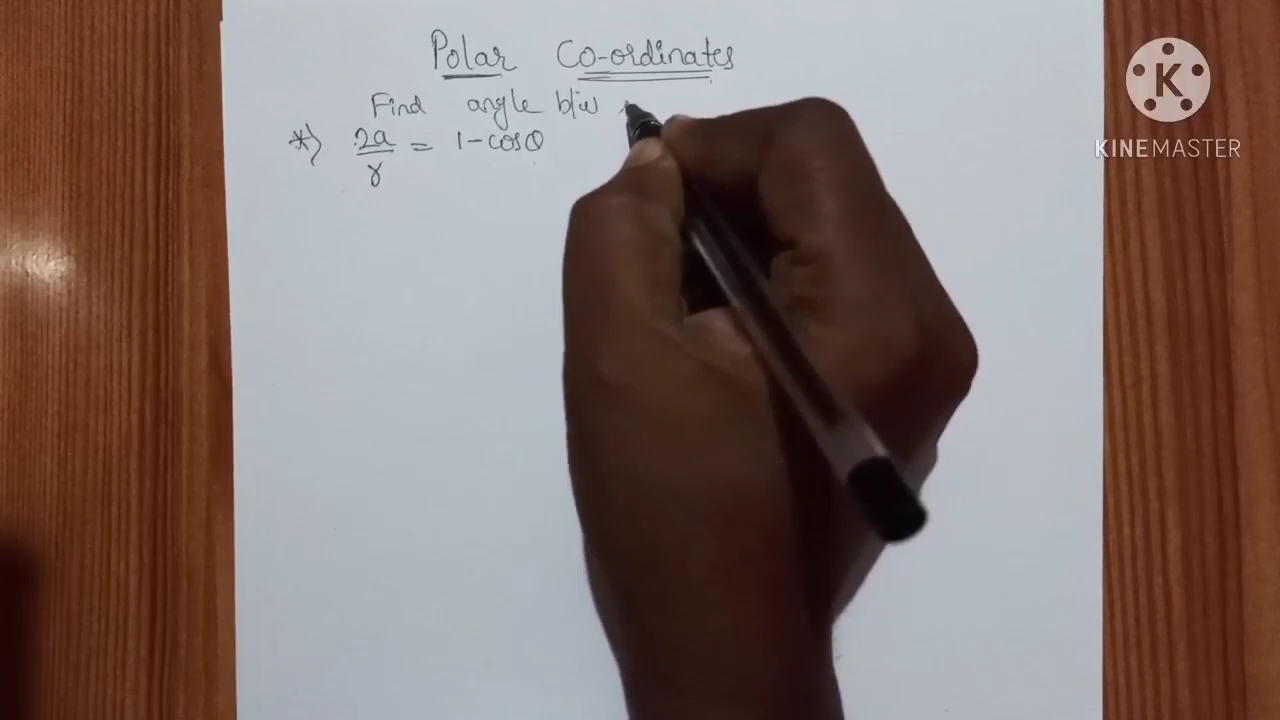 Polar Co-ordinates
Find angle b/w
*) 2a/r = 1-cosθ
K
KINEMASTER